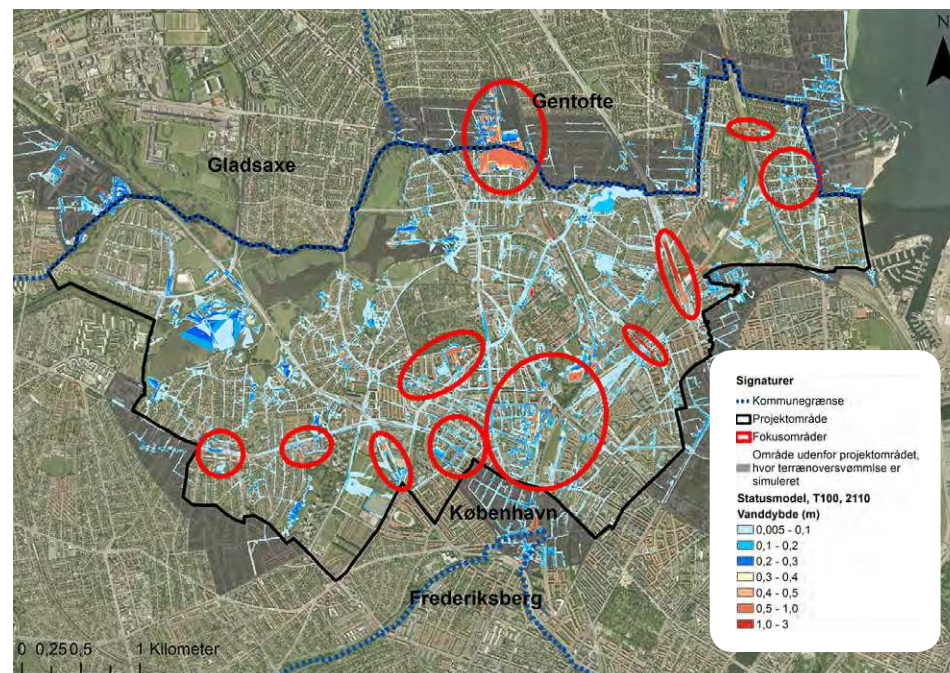 N
Gentofte
Gladsaxe
København
Frederiksberg
0 0,25 0,5 1 Kilometer
Signaturer
Kommunegrænse
Projektområde
Fokusområder
Område udenfor projektområdet,
hvor terrænoversvømmlse er
simuleret
Statusmodel, T100, 2110
Vanddybde (m)
0,005 - 0,1
0,1 - 0,2
0,2 - 0,3
0,3 - 0,4
0,4 - 0,5
0,5 - 1,0
1,0 - 3